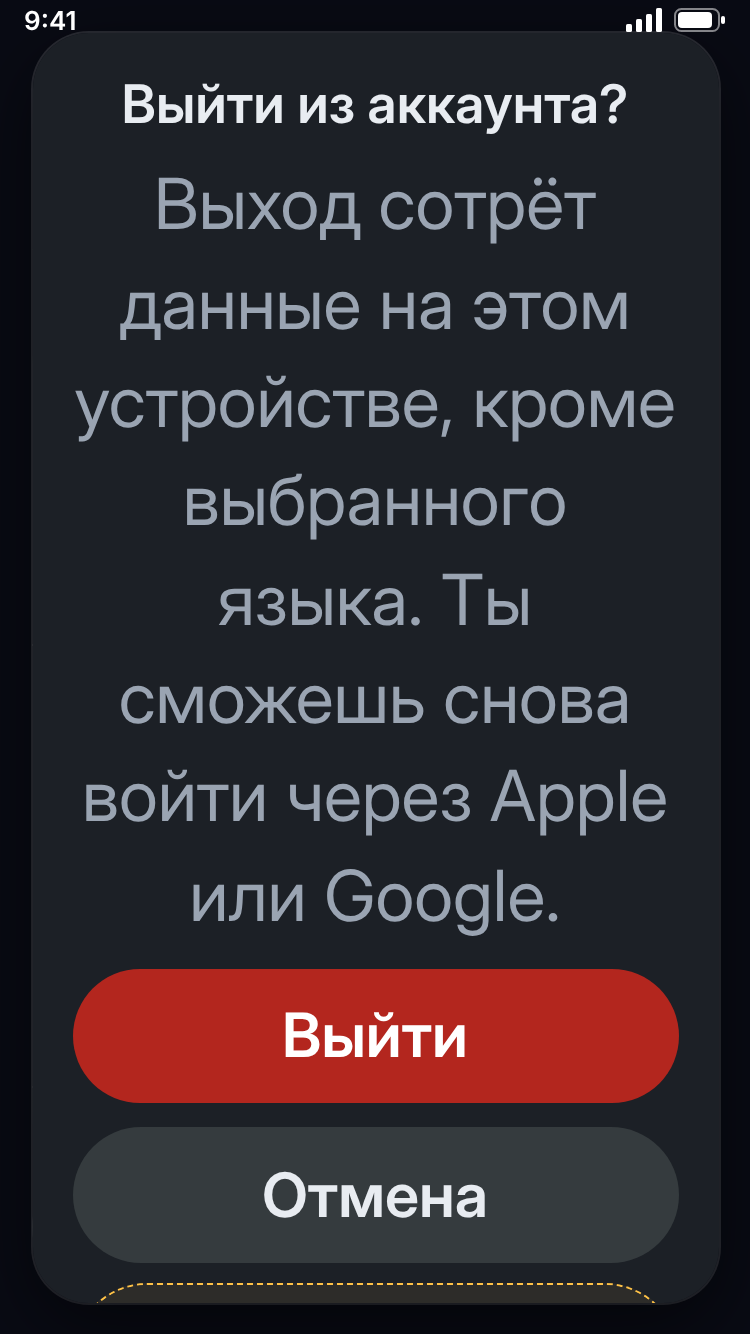 9:41
Выйти из аккаунта?
Выход сотрёт
данные на этом
устройстве, кроме
выбранного
языка. Ты
сможешь снова
войти через Apple
или Google.
Выйти
Отмена